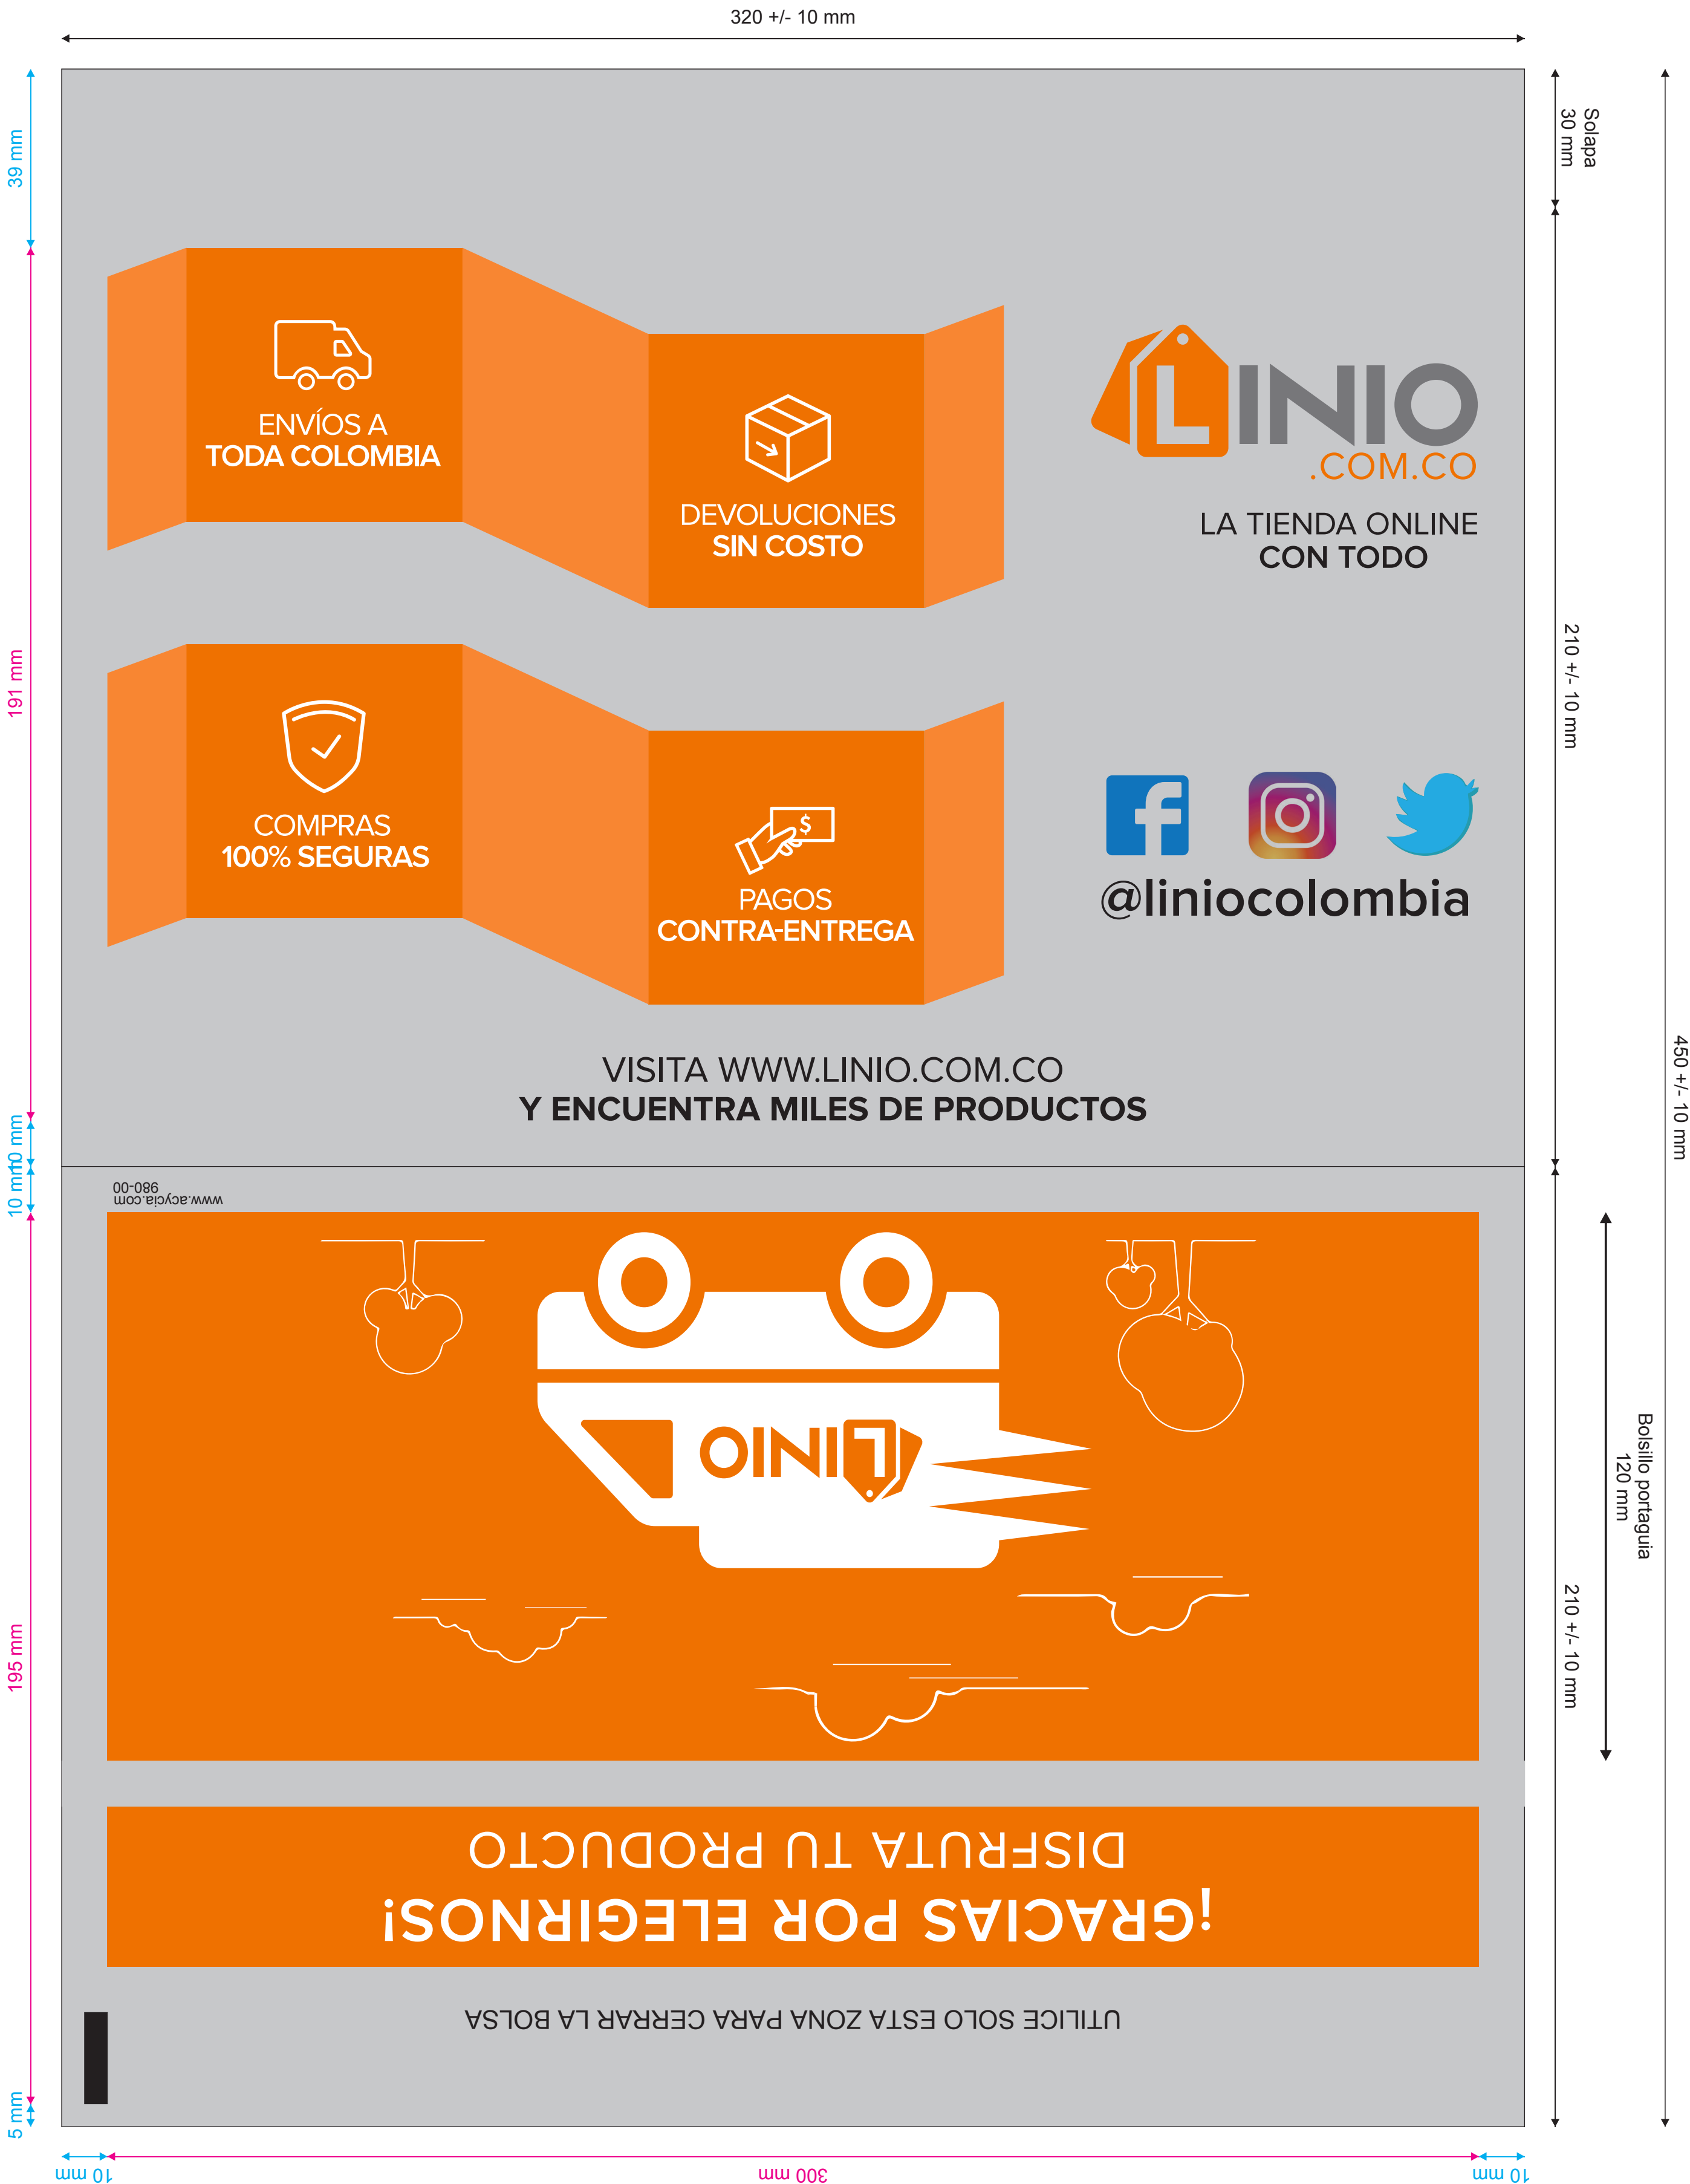 320 +/- 10 mm
39 mm
Solapa
30 mm
ENVÍOS A
TODA COLOMBIA
DEVOLUCIONES
SIN COSTO
LINIO
.COM.CO
LA TIENDA ONLINE
CON TODO
191 mm
210 +/- 10 mm
COMPRAS
100% SEGURAS
$
PAGOS
CONTRA-ENTREGA
@liniocolombia
VISITA WWW.LINIO.COM.CO
Y ENCUENTRA MILES DE PRODUCTOS
450 +/- 10 mm
10 mm
10 mm
www.acycia.com
980-00
LINIO
Bolsillo portaguia
120 mm
195 mm
210 +/- 10 mm
¡GRACIAS POR ELEGIRNOS!
DISFRUTA TU PRODUCTO
UTILICE SOLO ESTA ZONA PARA CERRAR LA BOLSA
5 mm
10 mm
300 mm
10 mm